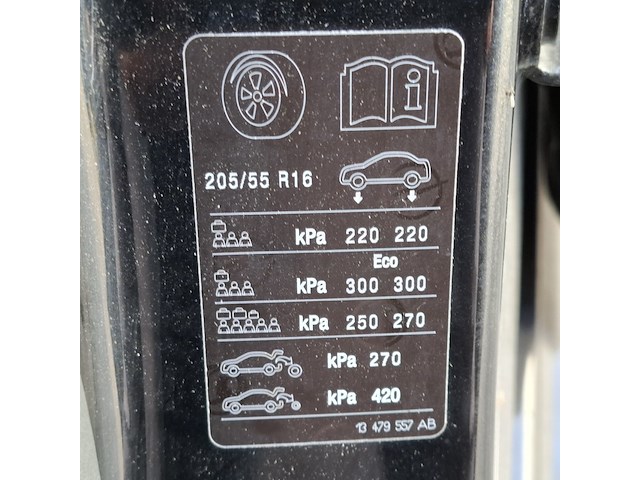 i
205/55 R16
kPa 220 220
Eco
kPa 300 300
kPa 250 270
kPa 270
kPa 420
13 479 557 AB